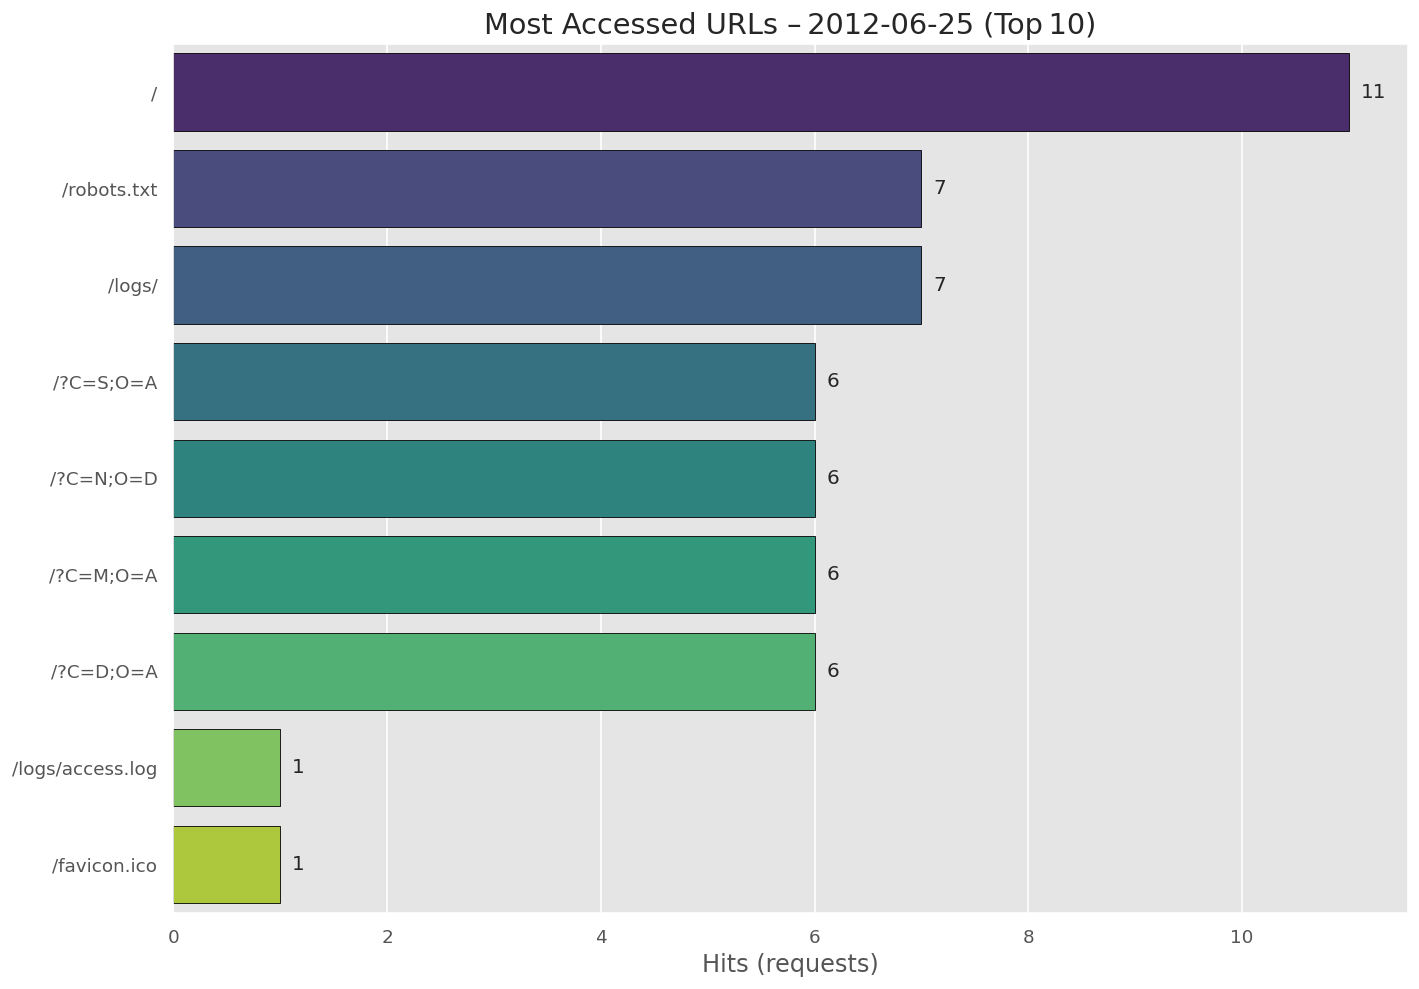 Most Accessed URLs – 2012-06-25 (Top 10)
/ 11
/robots.txt 7
/logs/ 7
/?C=S;O=A 6
/?C=N;O=D 6
/?C=M;O=A 6
/?C=D;O=A 6
/logs/access.log 1
/favicon.ico 1
0 2 4 6 8 10
Hits (requests)